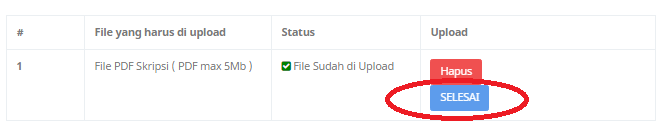 # File yang harus di upload Status Upload
1 File PDF Skripsi ( PDF max 5Mb ) File Sudah di Upload Hapus
SELESAI